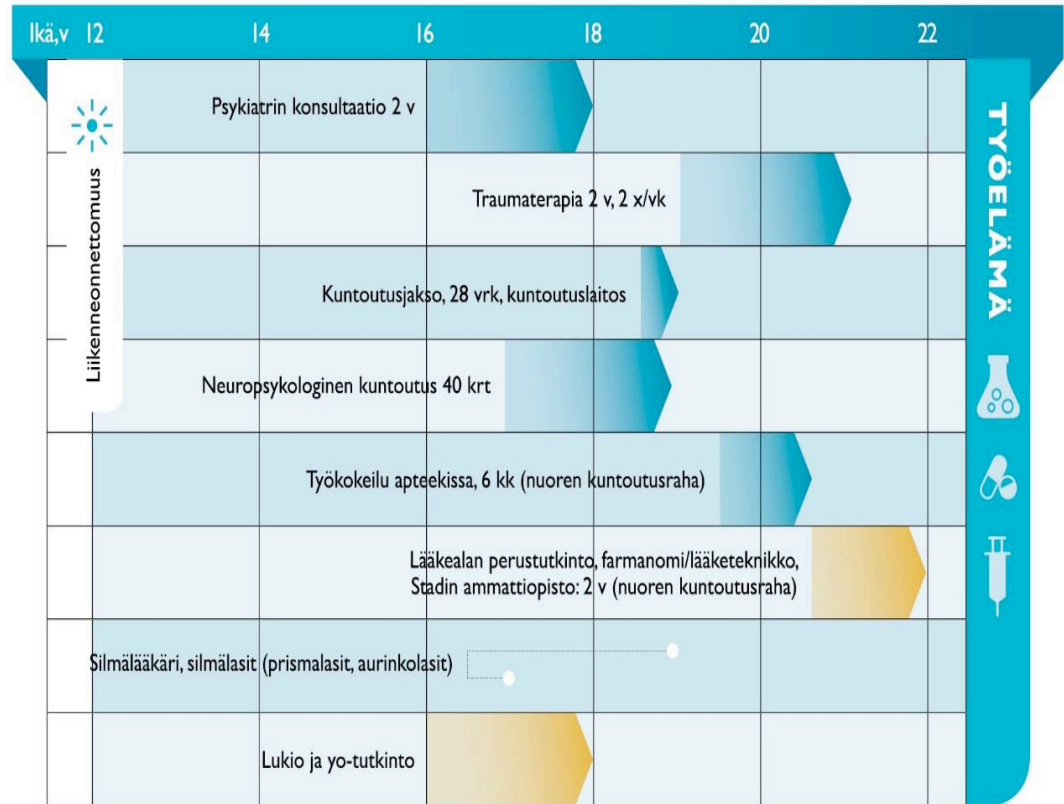 Ikä,v 12 14 16 18 20 22
Liikenneonnettomuus
Psykiatrin konsultaatio 2 v
Traumaterapia 2 v, 2 x/vk
Kuntoutusjakso, 28 vrk, kuntoutuslaitos
Neuropsykologinen kuntoutus 40 krt
Työkokeilu apteekissa, 6 kk (nuoren kuntoutusraha)
Lääkealan perustutkinto, farmanomi/lääketeknikko,
Stadin ammattiopisto: 2 v (nuoren kuntoutusraha)
Silmälääkäri, silmälasit (prismalasit, aurinkolasit)
Lukio ja yo-tutkinto
TYÖELÄMÄ